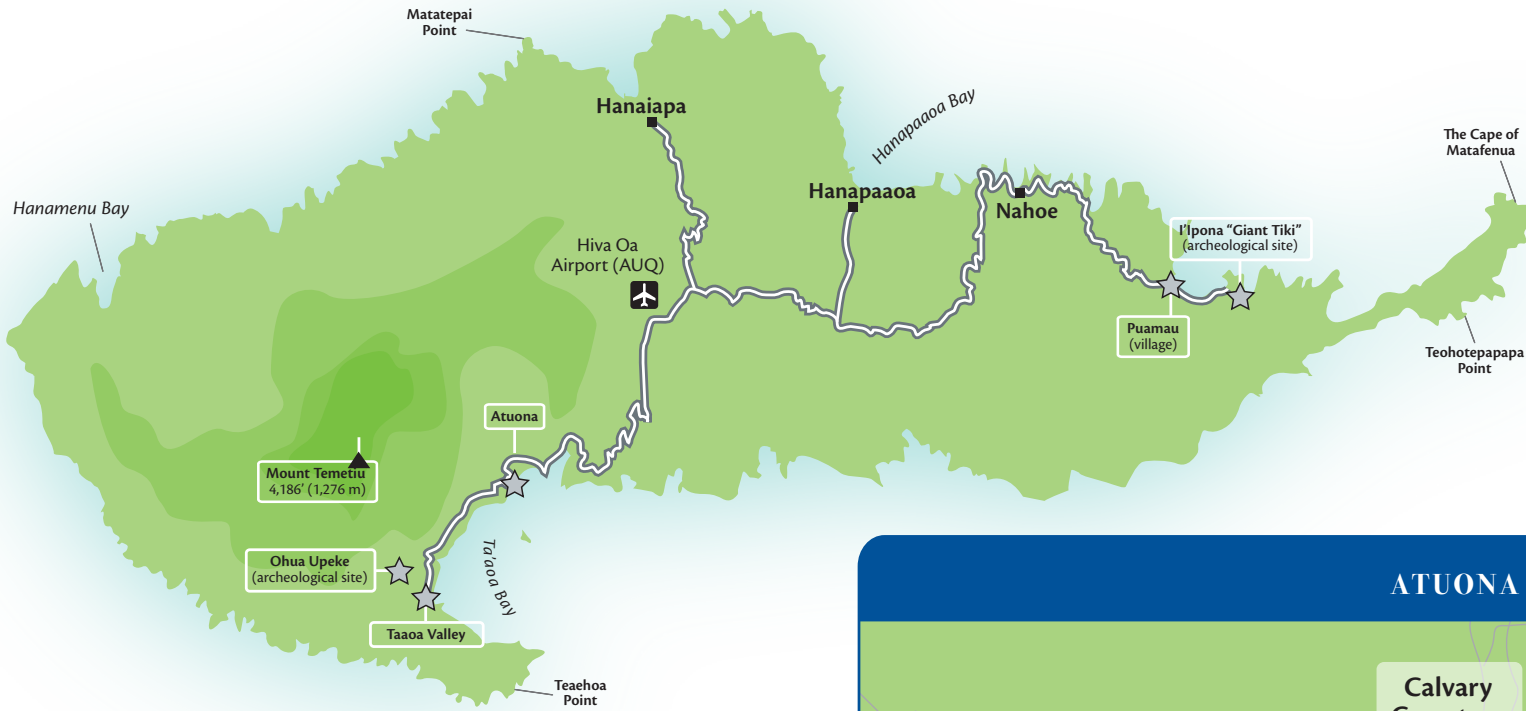 Matatepai
Point
Hanaiapa
Hanapaaoa Bay
The Cape of
Matafenua
Hanamenu Bay
Hanapaaoa
Nahoe
I'Ipona “Giant Tiki”
(archeological site)
Hiva Oa
Airport (AUQ)
Puamau
(village)
Teohotepapapa
Point
Atuona
Mount Temetiu
4,186’ (1,276 m)
Ohua Upeke
(archeological site)
Ta'aoa Bay
Taaoa Valley
Teaehoa
Point
ATUONA
Calvary